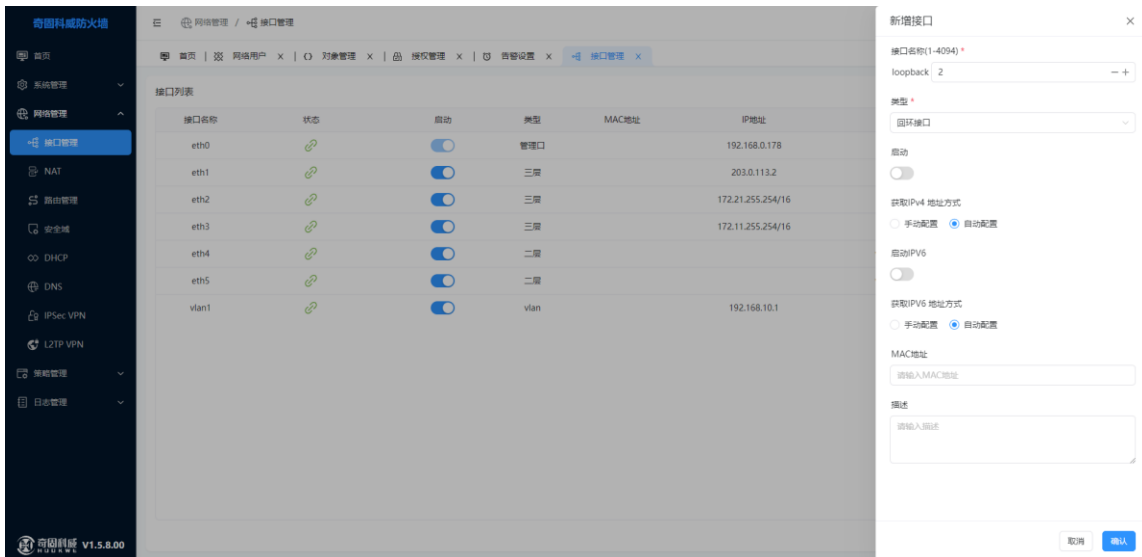 奇固科威防火墙
网络管理 / 接口管理
首页 | 网络用户 × | 对象管理 × | 授权管理 × | 告警设置 × 接口管理 ×
首页
系统管理
网络管理
接口管理
NAT
路由管理
安全域
DHCP
DNS
IPSec VPN
L2TP VPN
策略管理
日志管理
奇固科威 V1.5.8.00
接口列表
接口名称 状态 启动 类型 MAC地址 IP地址
eth0 管理口 192.168.0.178
eth1 三层 203.0.113.2
eth2 三层 172.21.255.254/16
eth3 三层 172.11.255.254/16
eth4 二层
eth5 二层
vlan1 vlan 192.168.10.1
新增接口
接口名称(1-4094) *
loopback 2
类型 *
回环接口
启动
获取IPv4 地址方式
手动配置 自动配置
启动IPV6
获取IPV6 地址方式
手动配置 自动配置
MAC地址
请输入MAC地址
描述
请输入描述
取消 确认